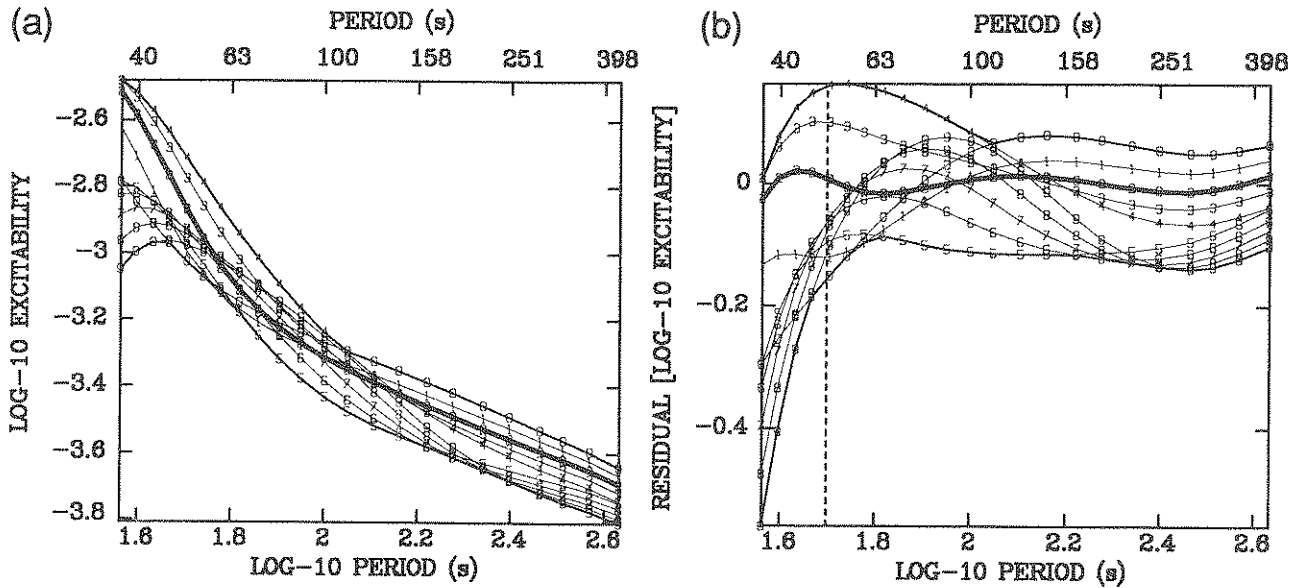 (a)
PERIOD (s)
40 63 100 158 251 398
-2.6
-2.8
-3
-3.2
-3.4
-3.6
-3.8
LOG-10 EXCITABILITY
1.6 1.8 2 2.2 2.4 2.6
LOG-10 PERIOD (s)
(b)
PERIOD (s)
40 63 100 158 251 398
0
-0.2
-0.4
RESIDUAL [LOG-10 EXCITABILITY]
1.6 1.8 2 2.2 2.4 2.6
LOG-10 PERIOD (s)